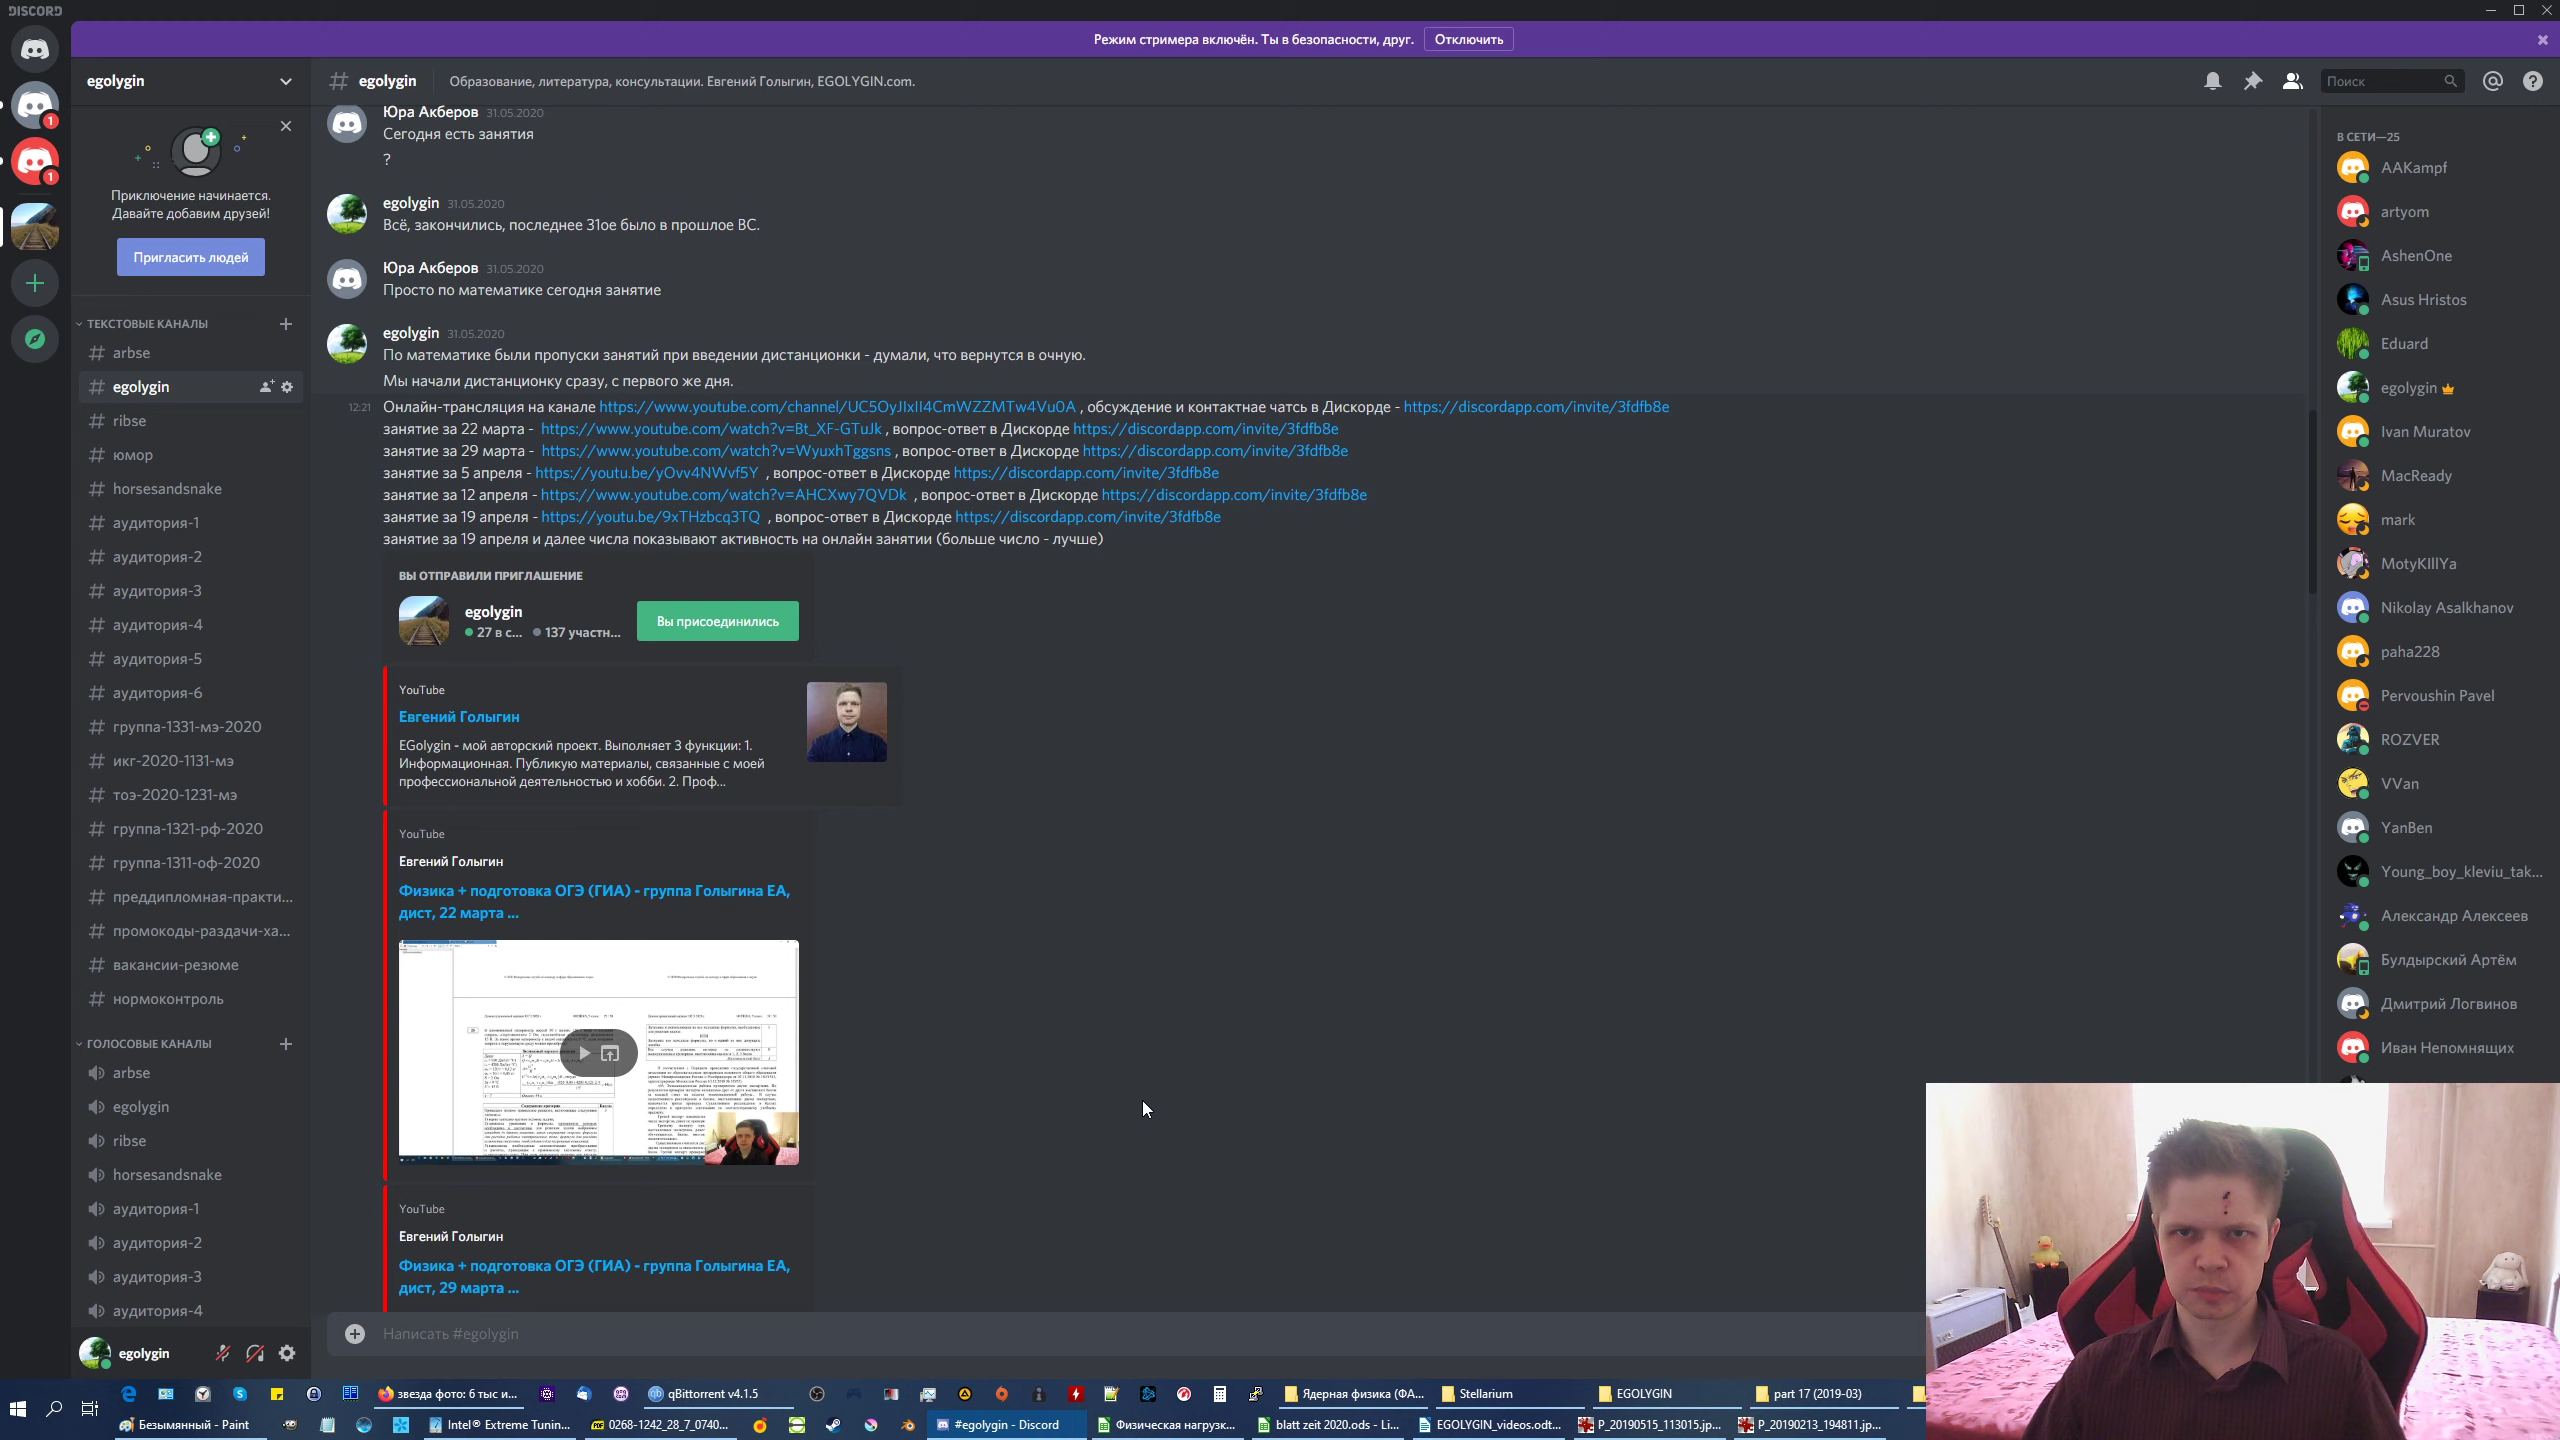 DISCORD
Режим стримера включён. Ты в безопасности, друг. Отключить
egolygin
Приключение начинается.
Давайте добавим друзей!
Пригласить людей
ТЕКСТОВЫЕ КАНАЛЫ
arbse
egolygin
ribse
юмор
horsesandsnake
аудитория-1
аудитория-2
аудитория-3
аудитория-4
аудитория-5
аудитория-6
группа-1331-мэ-2020
икг-2020-1131-мэ
тоэ-2020-1231-мэ
группа-1321-рф-2020
группа-1311-оф-2020
преддипломная-практи...
промокоды-раздачи-ха...
вакансии-резюме
нормоконтроль
ГОЛОСОВЫЕ КАНАЛЫ
arbse
egolygin
ribse
horsesandsnake
аудитория-1
аудитория-2
аудитория-3
аудитория-4
egolygin
egolygin Образование, литература, консультации. Евгений Голыгин, EGOLYGIN.com.
Поиск
Юра Акберов 31.05.2020
Сегодня есть занятия
?
egolygin 31.05.2020
Всё, закончились, последнее 31ое было в прошлое ВС.
Юра Акберов 31.05.2020
Просто по математике сегодня занятие
egolygin 31.05.2020
По математике были пропуски занятий при введении дистанционки - думали, что вернутся в очную.
Мы начали дистанционку сразу, с первого же дня.
12:21 Онлайн-трансляция на канале https://www.youtube.com/channel/UC5OyJIxII4CmWZZMTw4Vu0A , обсуждение и контактнае чатсь в Дискорде - https://discordapp.com/invite/3fdfb8e
занятие за 22 марта - https://www.youtube.com/watch?v=Bt_XF-GTuJk , вопрос-ответ в Дискорде https://discordapp.com/invite/3fdfb8e
занятие за 29 марта - https://www.youtube.com/watch?v=WyuxhTggsns , вопрос-ответ в Дискорде https://discordapp.com/invite/3fdfb8e
занятие за 5 апреля - https://youtu.be/yOvv4NWvf5Y , вопрос-ответ в Дискорде https://discordapp.com/invite/3fdfb8e
занятие за 12 апреля - https://www.youtube.com/watch?v=AHCXwy7QVDk , вопрос-ответ в Дискорде https://discordapp.com/invite/3fdfb8e
занятие за 19 апреля - https://youtu.be/9xTHzbcq3TQ , вопрос-ответ в Дискорде https://discordapp.com/invite/3fdfb8e
занятие за 19 апреля и далее числа показывают активность на онлайн занятии (больше число - лучше)
ВЫ ОТПРАВИЛИ ПРИГЛАШЕНИЕ
egolygin
27 в с... 137 участн...
Вы присоединились
YouTube
Евгений Голыгин
EGolygin - мой авторский проект. Выполняет 3 функции: 1.
Информационная. Публикую материалы, связанные с моей
профессиональной деятельностью и хобби. 2. Проф...
YouTube
Евгений Голыгин
Физика + подготовка ОГЭ (ГИА) - группа Голыгина ЕА,
дист, 22 марта ...
YouTube
Евгений Голыгин
Физика + подготовка ОГЭ (ГИА) - группа Голыгина ЕА,
дист, 29 марта ...
Написать #egolygin
В СЕТИ—25
AAKampf
artyom
AshenOne
Asus Hristos
Eduard
egolygin
Ivan Muratov
MacReady
mark
MotyKIllYa
Nikolay Asalkhanov
paha228
Pervoushin Pavel
ROZVER
VVan
YanBen
Young_boy_kleviu_tak...
Александр Алексеев
Булдырский Артём
Дмитрий Логвинов
Иван Непомнящих
звезда фото: 6 тыс и...
qBittorrent v4.1.5
Ядерная физика (ФА...
Stellarium
EGOLYGIN
part 17 (2019-03)
Безымянный - Paint
Intel® Extreme Tunin...
0268-1242_28_7_0740...
#egolygin - Discord
Физическая нагрузк...
blatt zeit 2020.ods - Li...
EGOLYGIN_videos.odt...
P_20190515_113015.jp...
P_20190213_194811.jp...